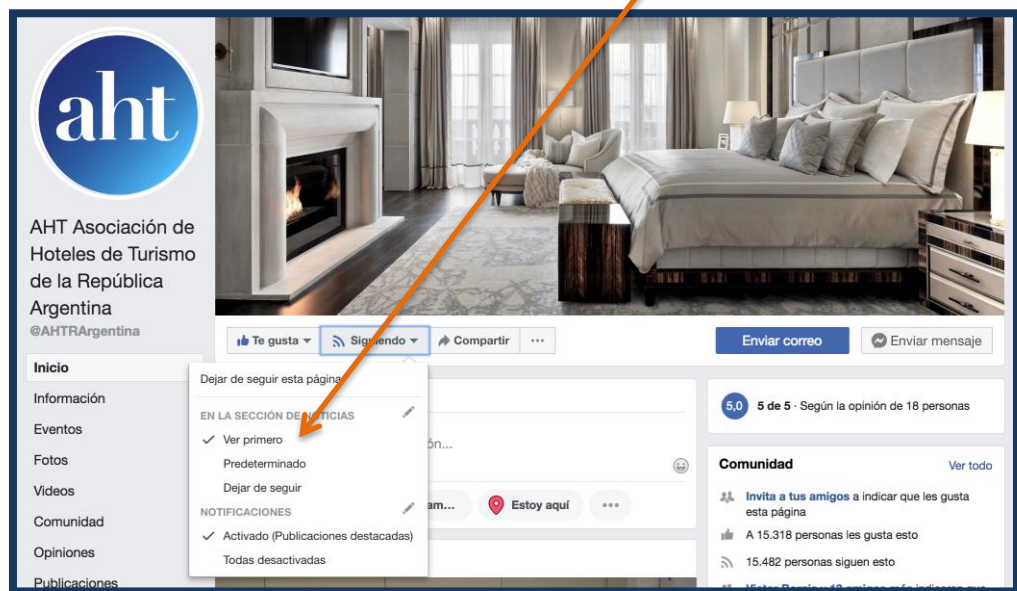 aht
AHT Asociación de
Hoteles de Turismo
de la República
Argentina
@AHTRArgentina
Inicio
Información
Eventos
Fotos
Videos
Comunidad
Opiniones
Publicaciones
Te gusta
Siguiendo
Compartir
...
Enviar correo
Enviar mensaje
Dejar de seguir esta página
EN LA SECCIÓN DE NOTICIAS
Ver primero
Predeterminado
Dejar de seguir
NOTIFICACIONES
Activado (Publicaciones destacadas)
Todas desactivadas
ón...
am...
Estoy aquí
...
5,0 5 de 5 · Según la opinión de 18 personas
Comunidad
Ver todo
Invita a tus amigos a indicar que les gusta
esta página
A 15.318 personas les gusta esto
15.482 personas siguen esto